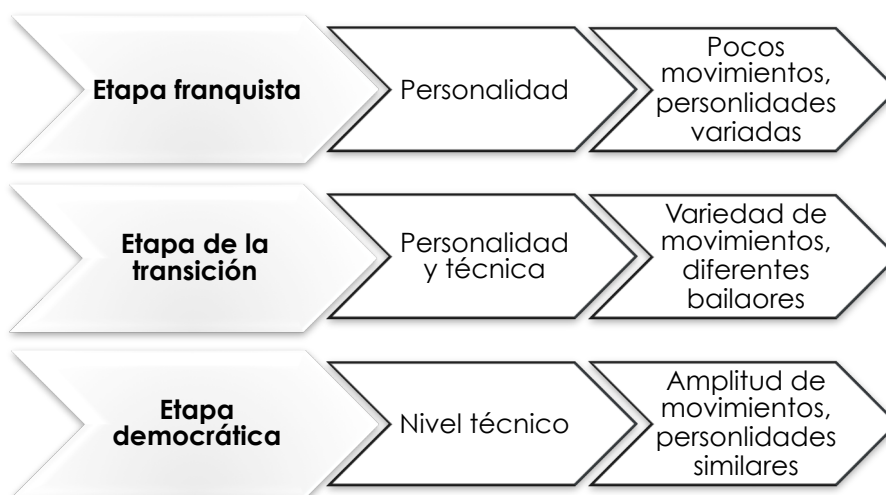 Etapa franquista
Personalidad
Pocos
movimientos,
personlidades
variadas
Etapa de la
transición
Personalidad
y técnica
Variedad de
movimientos,
diferentes
bailaores
Etapa
democrática
Nivel técnico
Amplitud de
movimientos,
personlidades
similares